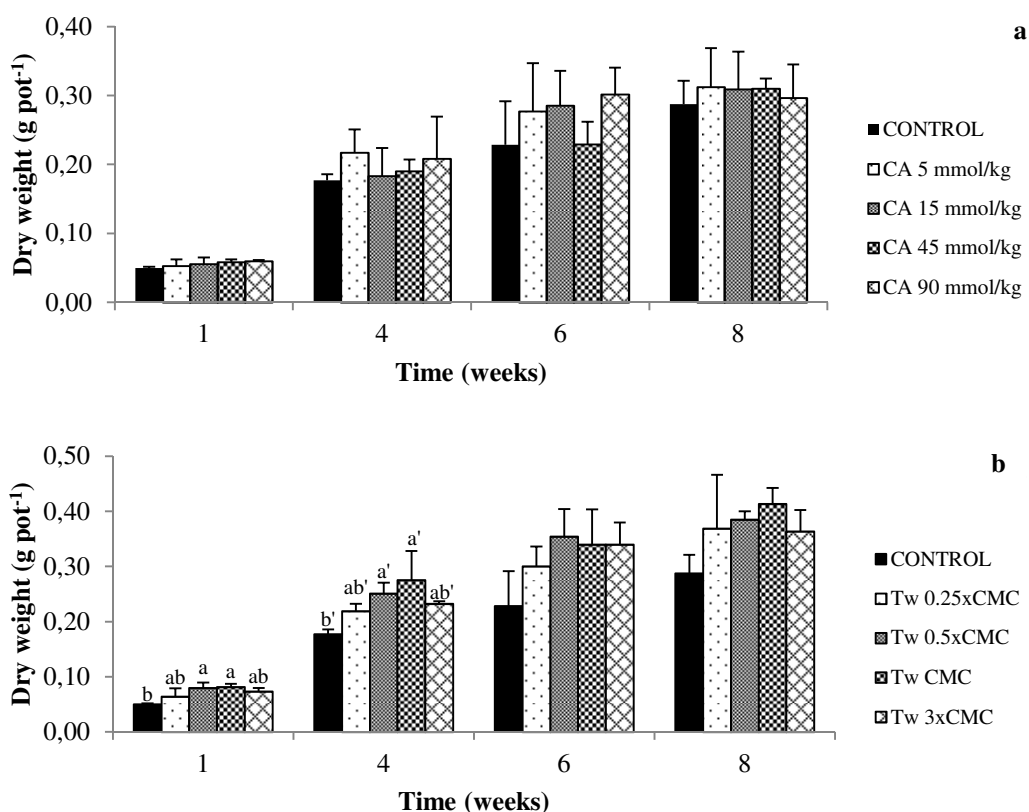 a
0,40
0,30
0,20
0,10
0,00
Dry weight (g pot-1)
1 4 6 8
Time (weeks)
CONTROL
CA 5 mmol/kg
CA 15 mmol/kg
CA 45 mmol/kg
CA 90 mmol/kg
b
0,50
0,40
0,30
0,20
0,10
0,00
Dry weight (g pot-1)
b ab a a ab
b' ab' a' a' ab'
1 4 6 8
Time (weeks)
CONTROL
Tw 0.25xCMC
Tw 0.5xCMC
Tw CMC
Tw 3xCMC